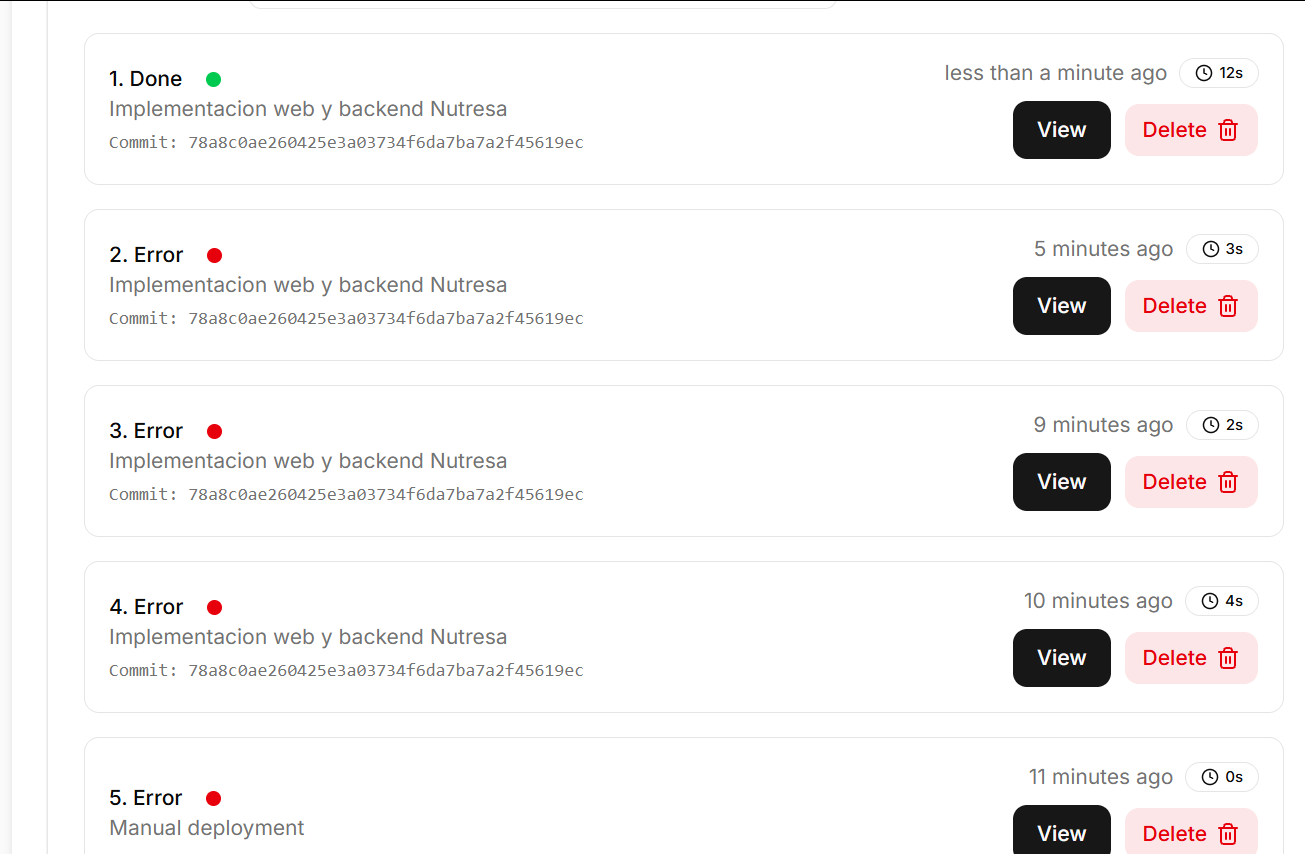 1. Done
less than a minute ago
12s
Implementacion web y backend Nutresa
Commit: 78a8c0ae260425e3a03734f6da7ba7a2f45619ec
View
Delete
2. Error
5 minutes ago
3s
Implementacion web y backend Nutresa
Commit: 78a8c0ae260425e3a03734f6da7ba7a2f45619ec
View
Delete
3. Error
9 minutes ago
2s
Implementacion web y backend Nutresa
Commit: 78a8c0ae260425e3a03734f6da7ba7a2f45619ec
View
Delete
4. Error
10 minutes ago
4s
Implementacion web y backend Nutresa
Commit: 78a8c0ae260425e3a03734f6da7ba7a2f45619ec
View
Delete
5. Error
11 minutes ago
0s
Manual deployment
View
Delete